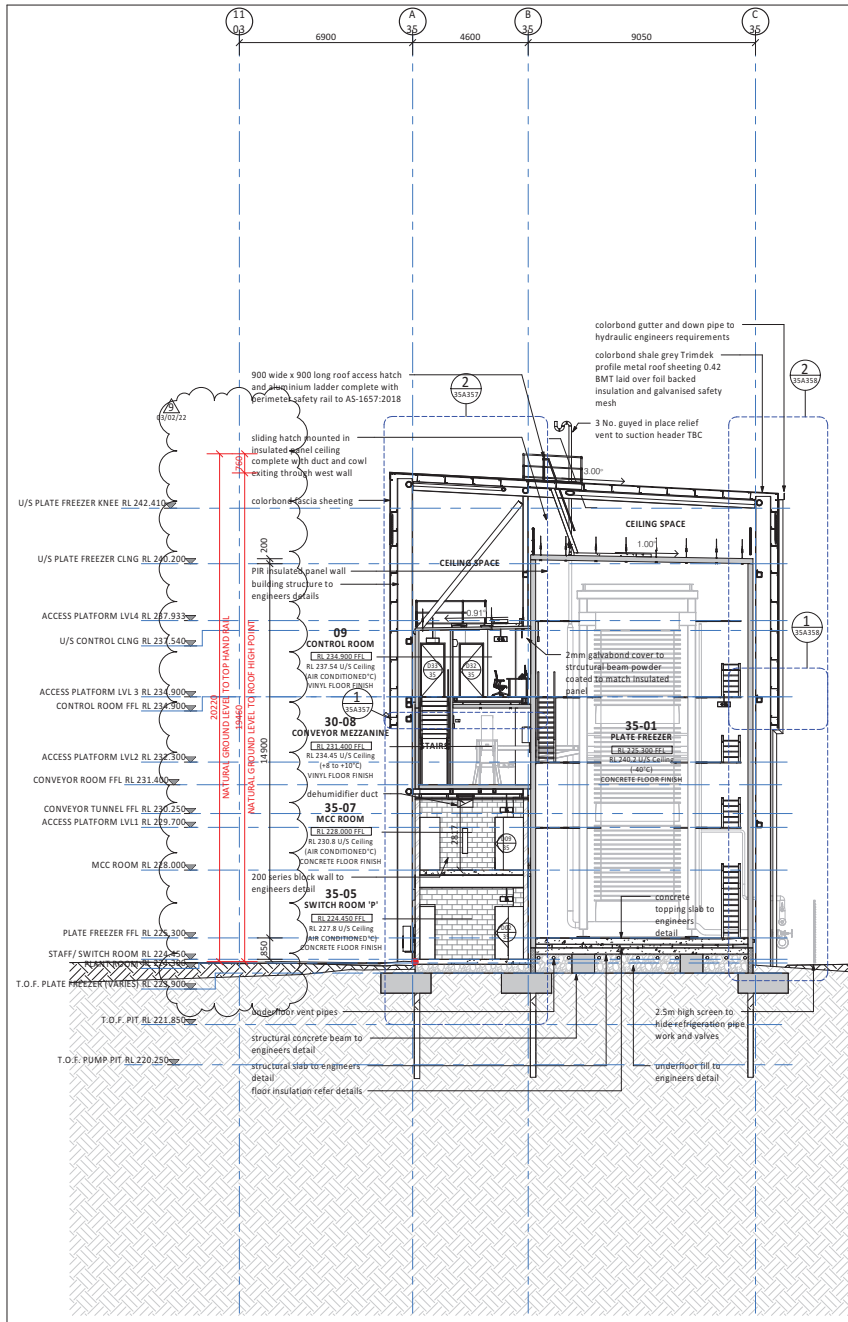 11
03
A
35
B
35
C
35
6900
4600
9050
colorbond gutter and down pipe to
hydraulic engineers requirements
colorbond shale grey Trimdek
profile metal roof sheeting 0.42
BMT laid over foil backed
insulation and galvanised safety
mesh
900 wide x 900 long roof access hatch
and aluminium ladder complete with
perimeter safety rail to AS-1657:2018
2
35A357
2
35A358
9
03/02/22
3 No. guyed in place relief
vent to suction header TBC
sliding hatch mounted in
insulated panel ceiling
complete with duct and cowl
exiting through west wall
760
3.00°
colorbond fascia sheeting
U/S PLATE FREEZER KNEE RL 242.410
CEILING SPACE
200
1.00°
U/S PLATE FREEZER CLNG RL 240.200
CEILING SPACE
PIR insulated panel wall
building structure to
engineers details
ACCESS PLATFORM LVL4 RL 237.933
0.91°
1
35A358
U/S CONTROL CLNG RL 237.540
09
CONTROL ROOM
RL 234.900 FFL
RL 237.54 U/S Ceiling
(AIR CONDITIONED°C)
VINYL FLOOR FINISH
D33
35
D32
35
2mm galvabond cover to
strcutural beam powder
coated to match insulated
panel
NATURAL GROUND LEVEL TO TOP HAND RAIL
20220
19460
NATURAL GROUND LEVEL TO ROOF HIGH POINT
14900
ACCESS PLATFORM LVL 3 RL 234.900
CONTROL ROOM FFL RL 234.900
1
35A357
30-08
CONVEYOR MEZZANINE
RL 231.400 FFL
RL 234.45 U/S Ceiling
(+8 to +10°C)
VINYL FLOOR FINISH
STAIRS
35-01
PLATE FREEZER
RL 225.300 FFL
RL 240.2 U/S Ceiling
(-40°C)
CONCRETE FLOOR FINISH
ACCESS PLATFORM LVL2 RL 232.300
CONVEYOR ROOM FFL RL 231.400
dehumidifier duct
CONVEYOR TUNNEL FFL RL 230.250
ACCESS PLATFORM LVL1 RL 229.700
35-07
MCC ROOM
RL 228.000 FFL
RL 230.8 U/S Ceiling
(AIR CONDITIONED°C)
CONCRETE FLOOR FINISH
2817
D09
35
MCC ROOM RL 228.000
200 series block wall to
engineers detail
35-05
SWITCH ROOM 'P'
RL 224.450 FFL
RL 227.8 U/S Ceiling
(AIR CONDITIONED°C)
CONCRETE FLOOR FINISH
D02
35
concrete
topping slab to
engineers
detail
PLATE FREEZER FFL RL 225.300
850
STAFF/ SWITCH ROOM RL 224.450
T.O.F. PLATE FREEZER (VARIES) RL 223.900
underfloor vent pipes
2.5m high screen to
hide refrigeration pipe
work and valves
T.O.F. PIT RL 221.850
structural concrete beam to
engineers detail
T.O.F. PUMP PIT RL 220.250
structural slab to engineers
detail
underfloor fill to
engineers detail
floor insulation refer details